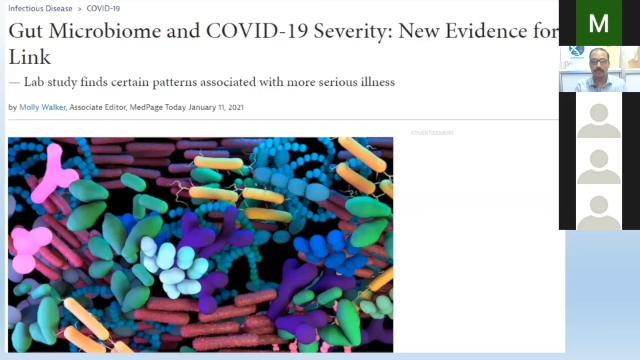 Infectious Disease > COVID-19
Gut Microbiome and COVID-19 Severity: New Evidence for
Link
— Lab study finds certain patterns associated with more serious illness
by Molly Walker, Associate Editor, MedPage Today January 11, 2021
ADVERTISEMENT
M